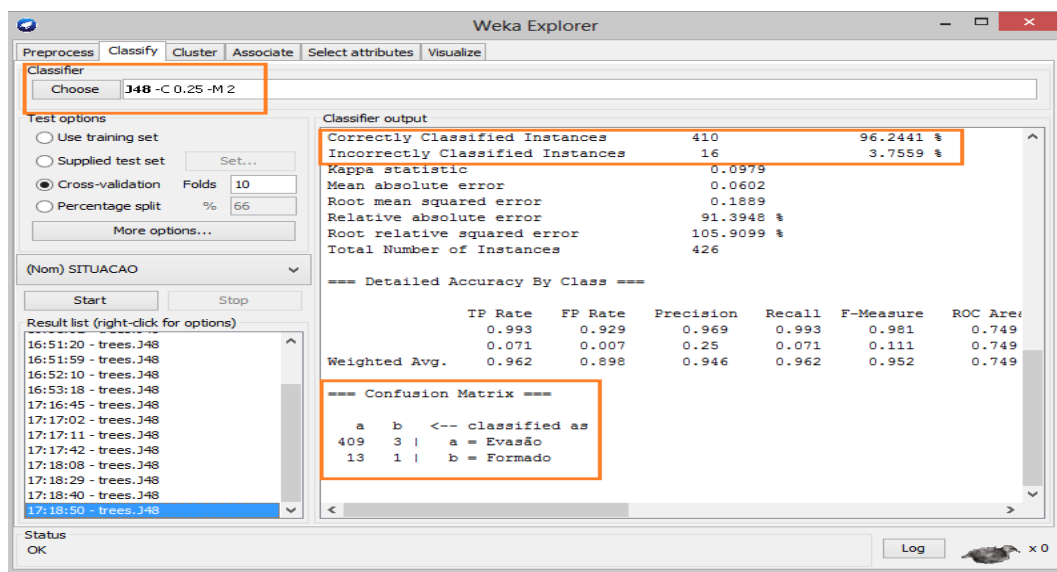 Weka Explorer
Preprocess Classify Cluster Associate Select attributes Visualize
Classifier
Choose J48 -C 0.25 -M 2
Test options
Use training set
Supplied test set Set...
Cross-validation Folds 10
Percentage split % 66
More options...
(Nom) SITUACAO
Start Stop
Result list (right-click for options)
16:51:20 - trees.J48
16:51:59 - trees.J48
16:52:10 - trees.J48
16:53:18 - trees.J48
17:16:45 - trees.J48
17:17:02 - trees.J48
17:17:11 - trees.J48
17:17:42 - trees.J48
17:18:08 - trees.J48
17:18:29 - trees.J48
17:18:40 - trees.J48
17:18:50 - trees.J48
Classifier output
Correctly Classified Instances 410 96.2441 %
Incorrectly Classified Instances 16 3.7559 %
Kappa statistic 0.0979
Mean absolute error 0.0602
Root mean squared error 0.1889
Relative absolute error 91.3948 %
Root relative squared error 105.9099 %
Total Number of Instances 426
=== Detailed Accuracy By Class ===
TP Rate FP Rate Precision Recall F-Measure ROC Area
0.993 0.929 0.969 0.993 0.981 0.749
0.071 0.007 0.25 0.071 0.111 0.749
Weighted Avg. 0.962 0.898 0.946 0.962 0.952 0.749
=== Confusion Matrix ===
a b <-- classified as
409 3 | a = Evasão
13 1 | b = Formado
Status
OK
Log
x 0